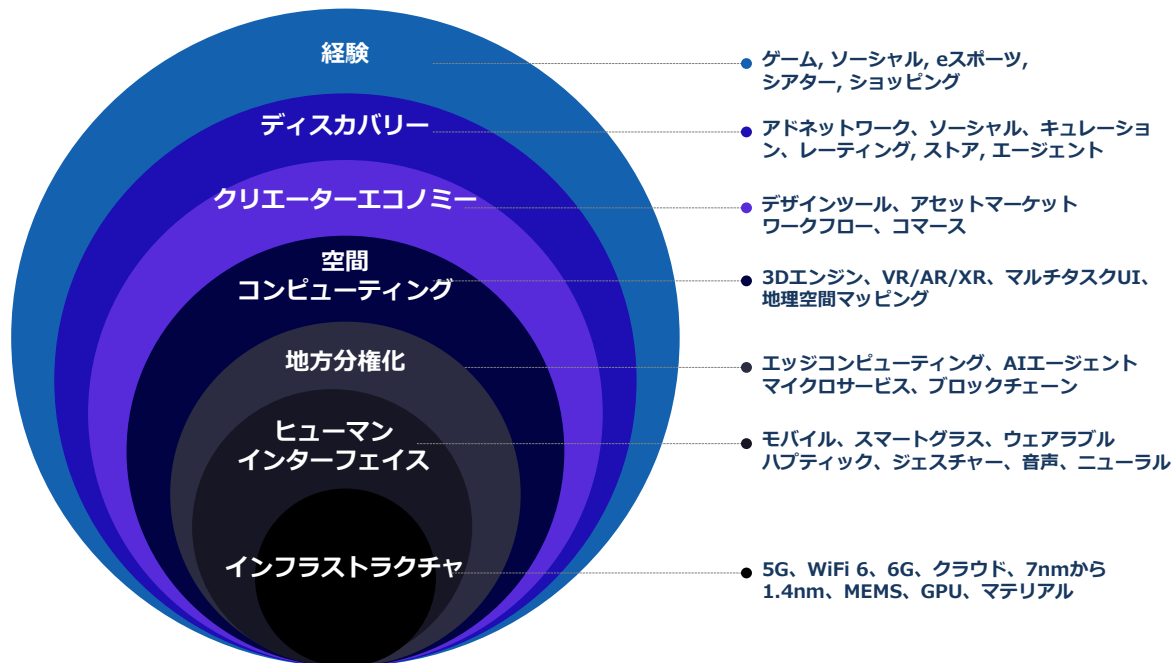 経験
ゲーム, ソーシャル, eスポーツ,
シアター, ショッピング
ディスカバリー
アドネットワーク、ソーシャル、キュレーショ
ン、レーティング, ストア, エージェント
クリエーターエコノミー
デザインツール、アセットマーケット
ワークフロー、コマース
空間
コンピューティング
3Dエンジン、VR/AR/XR、マルチタスクUI、
地理空間マッピング
地方分権化
エッジコンピューティング、AIエージェント
マイクロサービス、ブロックチェーン
ヒューマン
インターフェイス
モバイル、スマートグラス、ウェアラブル
ハプティック、ジェスチャー、音声、ニューラル
インフラストラクチャ
5G、WiFi 6、6G、クラウド、7nmから
1.4nm、MEMS、GPU、マテリアル